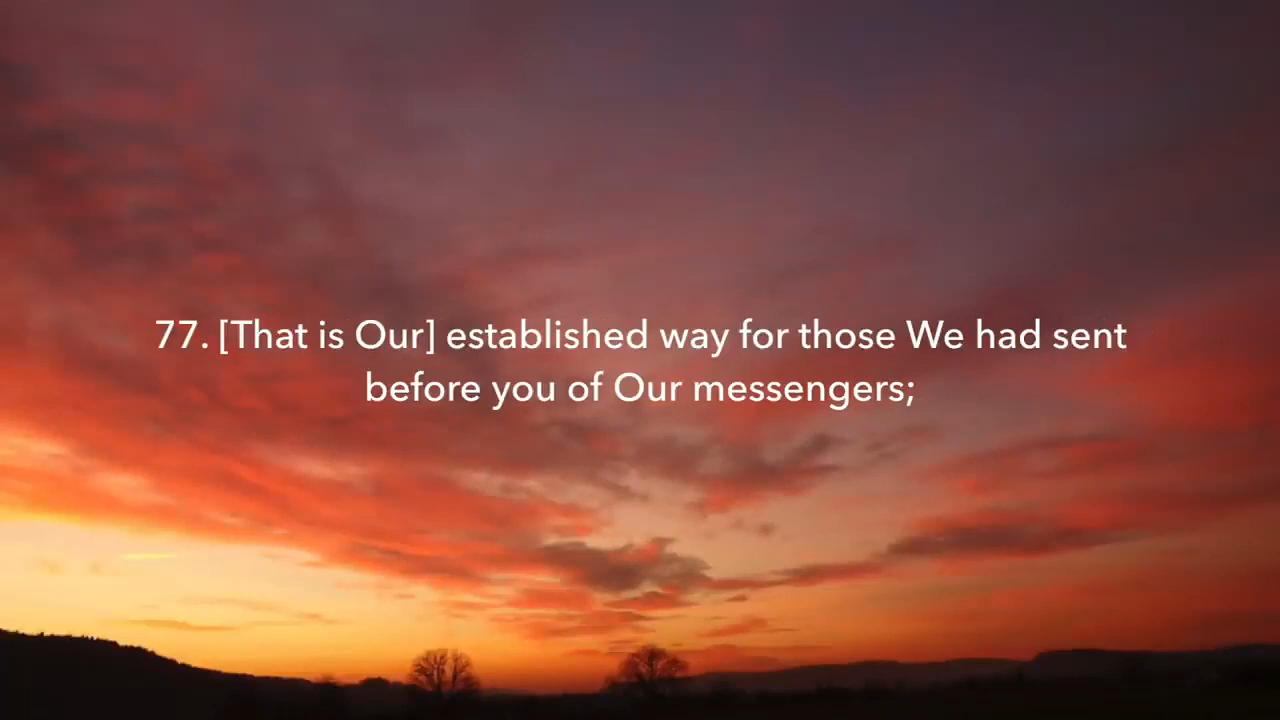 77. [That is Our] established way for those We had sent
before you of Our messengers;